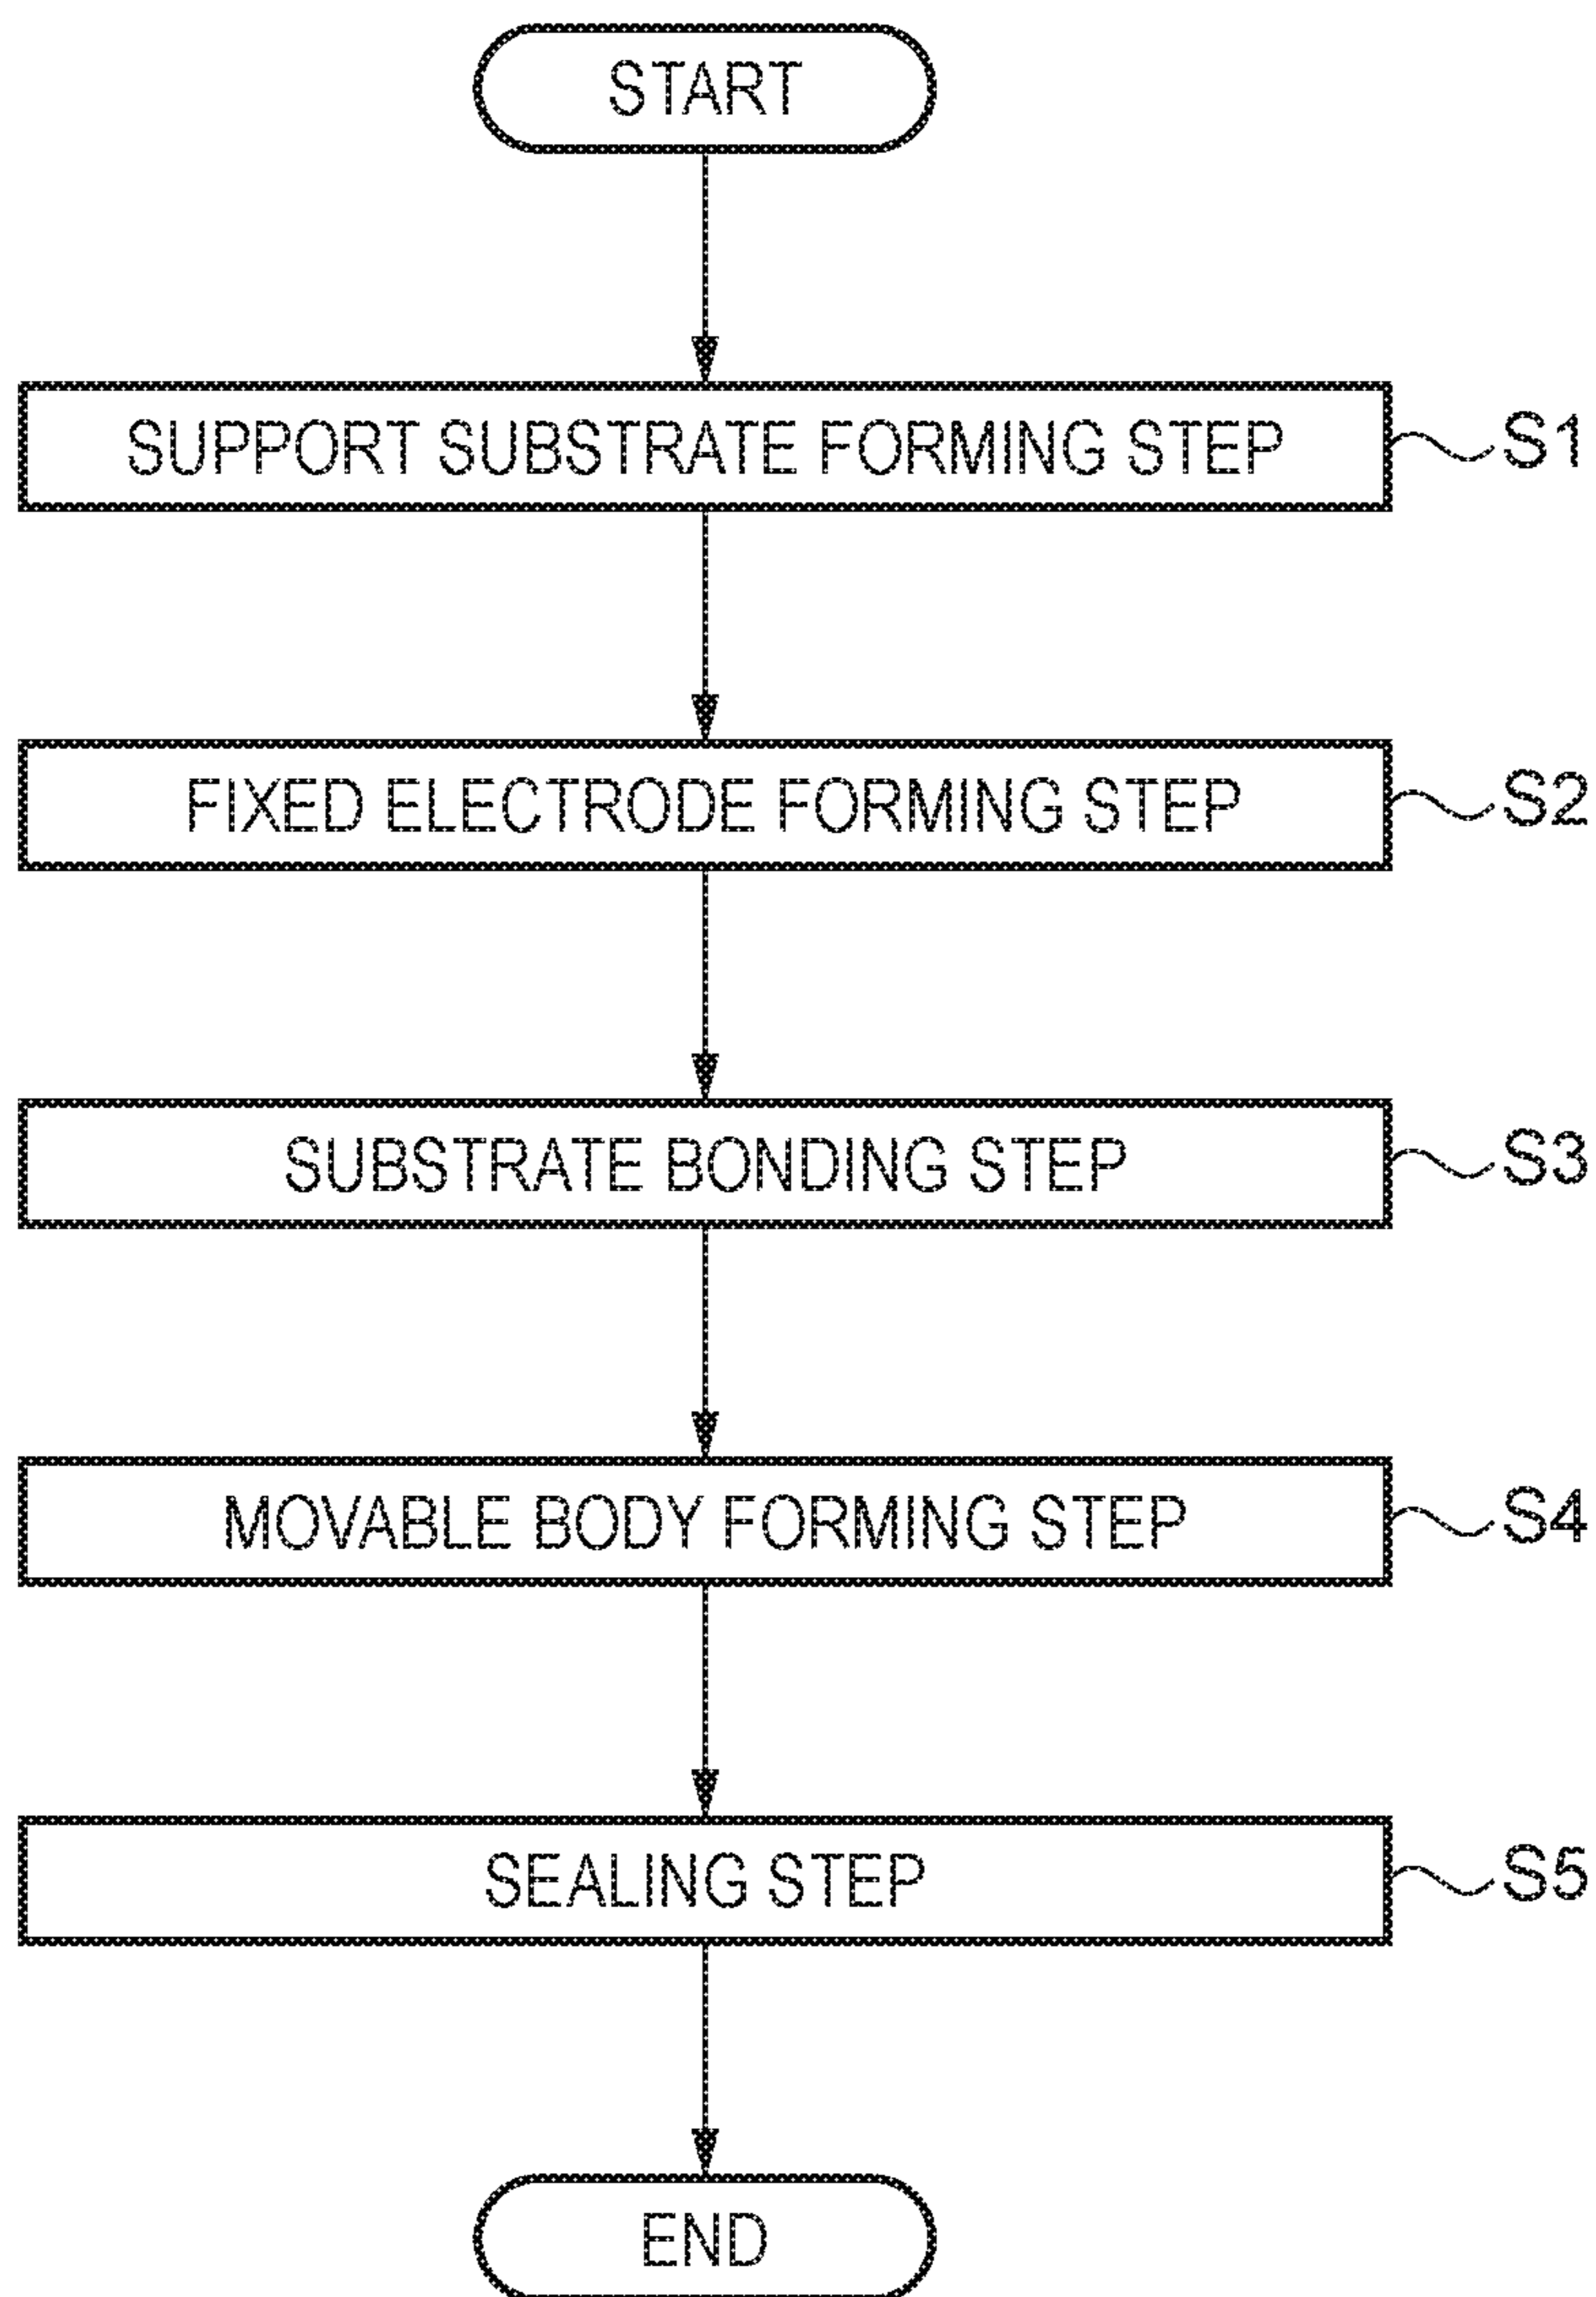 START
SUPPORT SUBSTRATE FORMING STEP S1
FIXED ELECTRODE FORMING STEP S2
SUBSTRATE BONDING STEP S3
MOVABLE BODY FORMING STEP S4
SEALING STEP S5
END